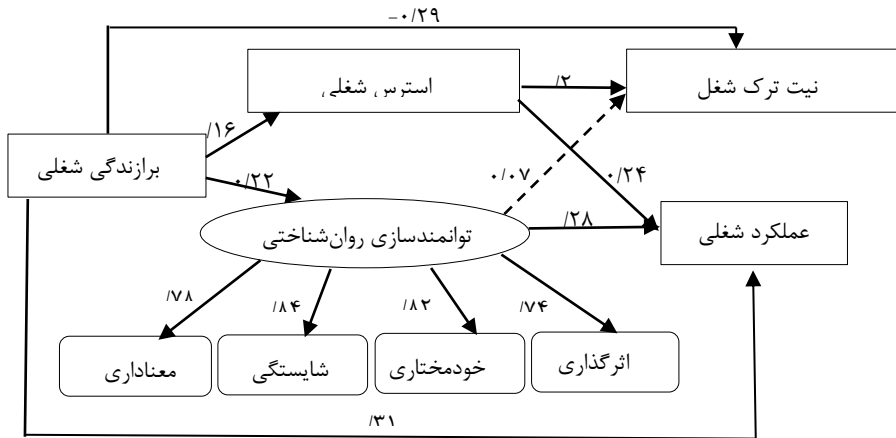 -۰/۲۹
نیت ترک شغل
/۲
استرس شغلی
/۱۶
برازندگی شغلی
۰/۲۲
۰/۰۷
۰/۲۴
توانمندسازی روان‌شناختی
/۲۸
عملکرد شغلی
/۷۸
/۸۴
/۸۲
/۷۴
معناداری
شایستگی
خودمختاری
اثرگذاری
/۳۱